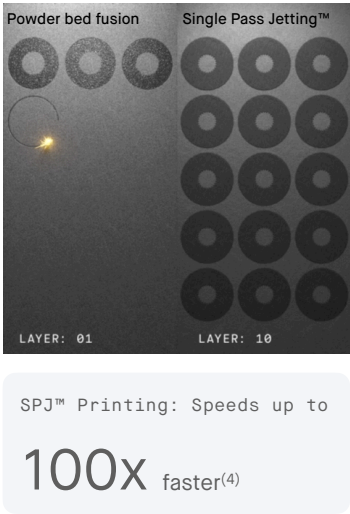 Powder bed fusion
Single Pass Jetting™
LAYER: 01
LAYER: 10
SPJ™ Printing: Speeds up to
100x faster(4)